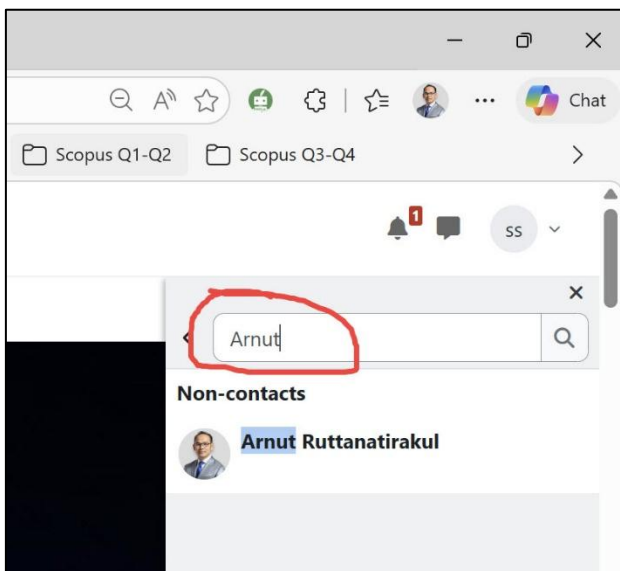 Chat
Scopus Q1-Q2 Scopus Q3-Q4
1
ss
Arnut
Non-contacts
Arnut Ruttanatirakul